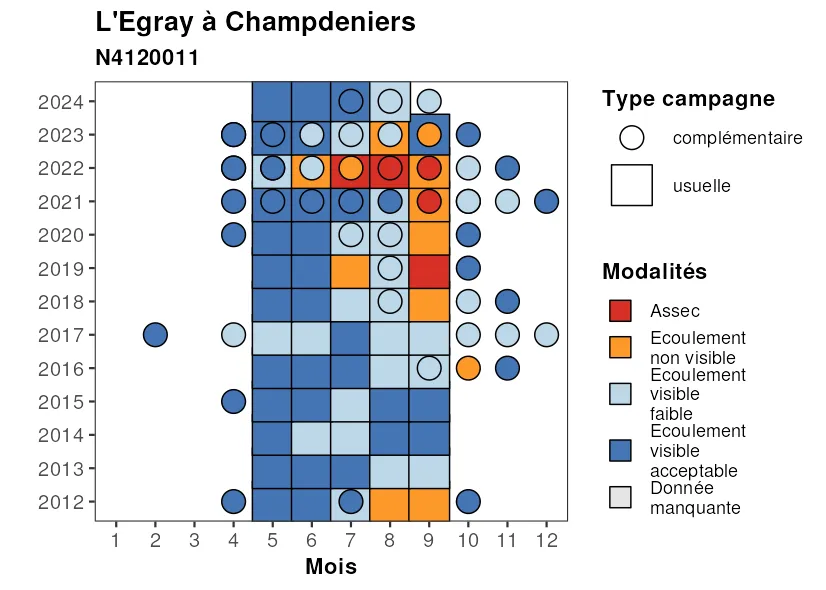 L'Egray à Champdeniers
N4120011
2024
2023
2022
2021
2020
2019
2018
2017
2016
2015
2014
2013
2012
1 2 3 4 5 6 7 8 9 10 11 12
Mois
Type campagne
complémentaire
usuelle
Modalités
Assec
Ecoulement
non visible
Ecoulement
visible
faible
Ecoulement
visible
acceptable
Donnée
manquante